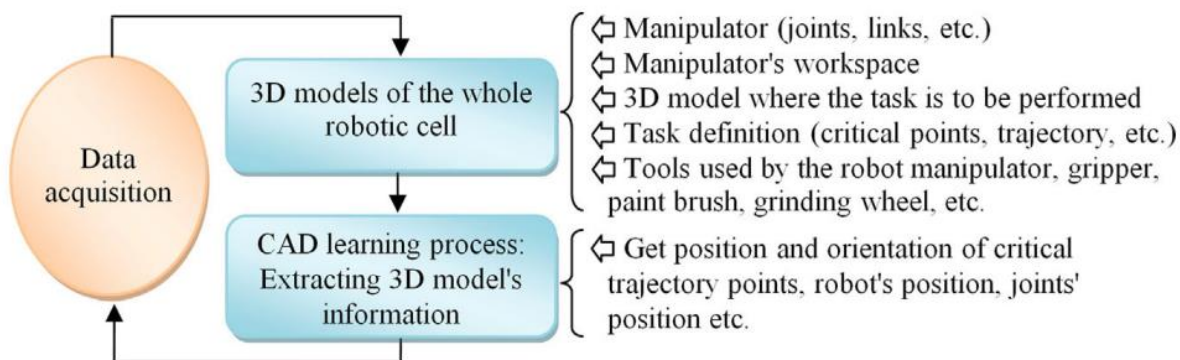 Data
acquisition
3D models of the whole
robotic cell
Manipulator (joints, links, etc.)
Manipulator's workspace
3D model where the task is to be performed
Task definition (critical points, trajectory, etc.)
Tools used by the robot manipulator, gripper,
paint brush, grinding wheel, etc.
CAD learning process:
Extracting 3D model's
information
Get position and orientation of critical
trajectory points, robot's position, joints'
position etc.